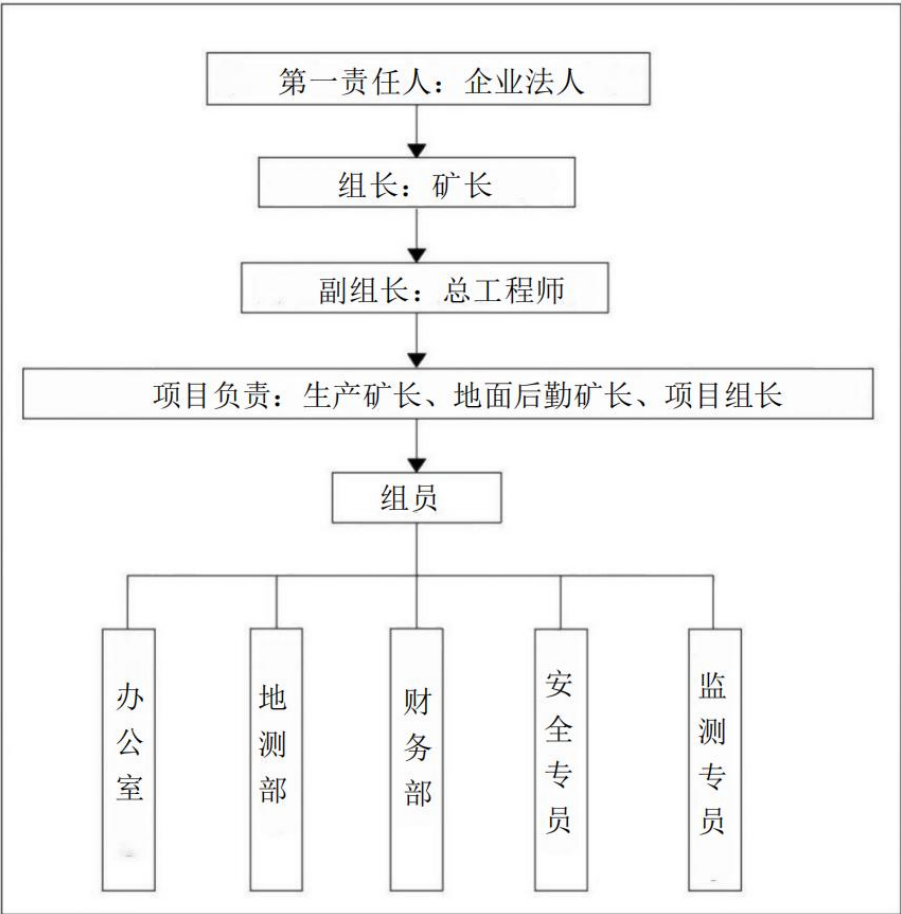 第一责任人：企业法人
组长：矿长
副组长：总工程师
项目负责：生产矿长、地面后勤矿长、项目组长
组员
办公室
地测部
财务部
安全专员
监测专员